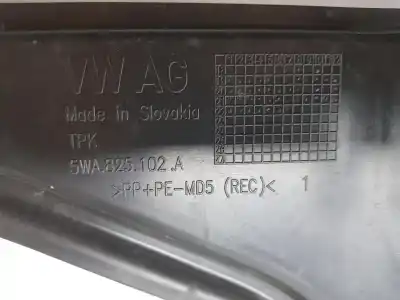 VW AG
Made in Slovakia
TPK
5WA.825.102.A
>PP+PE-MD5 (REC)< 1